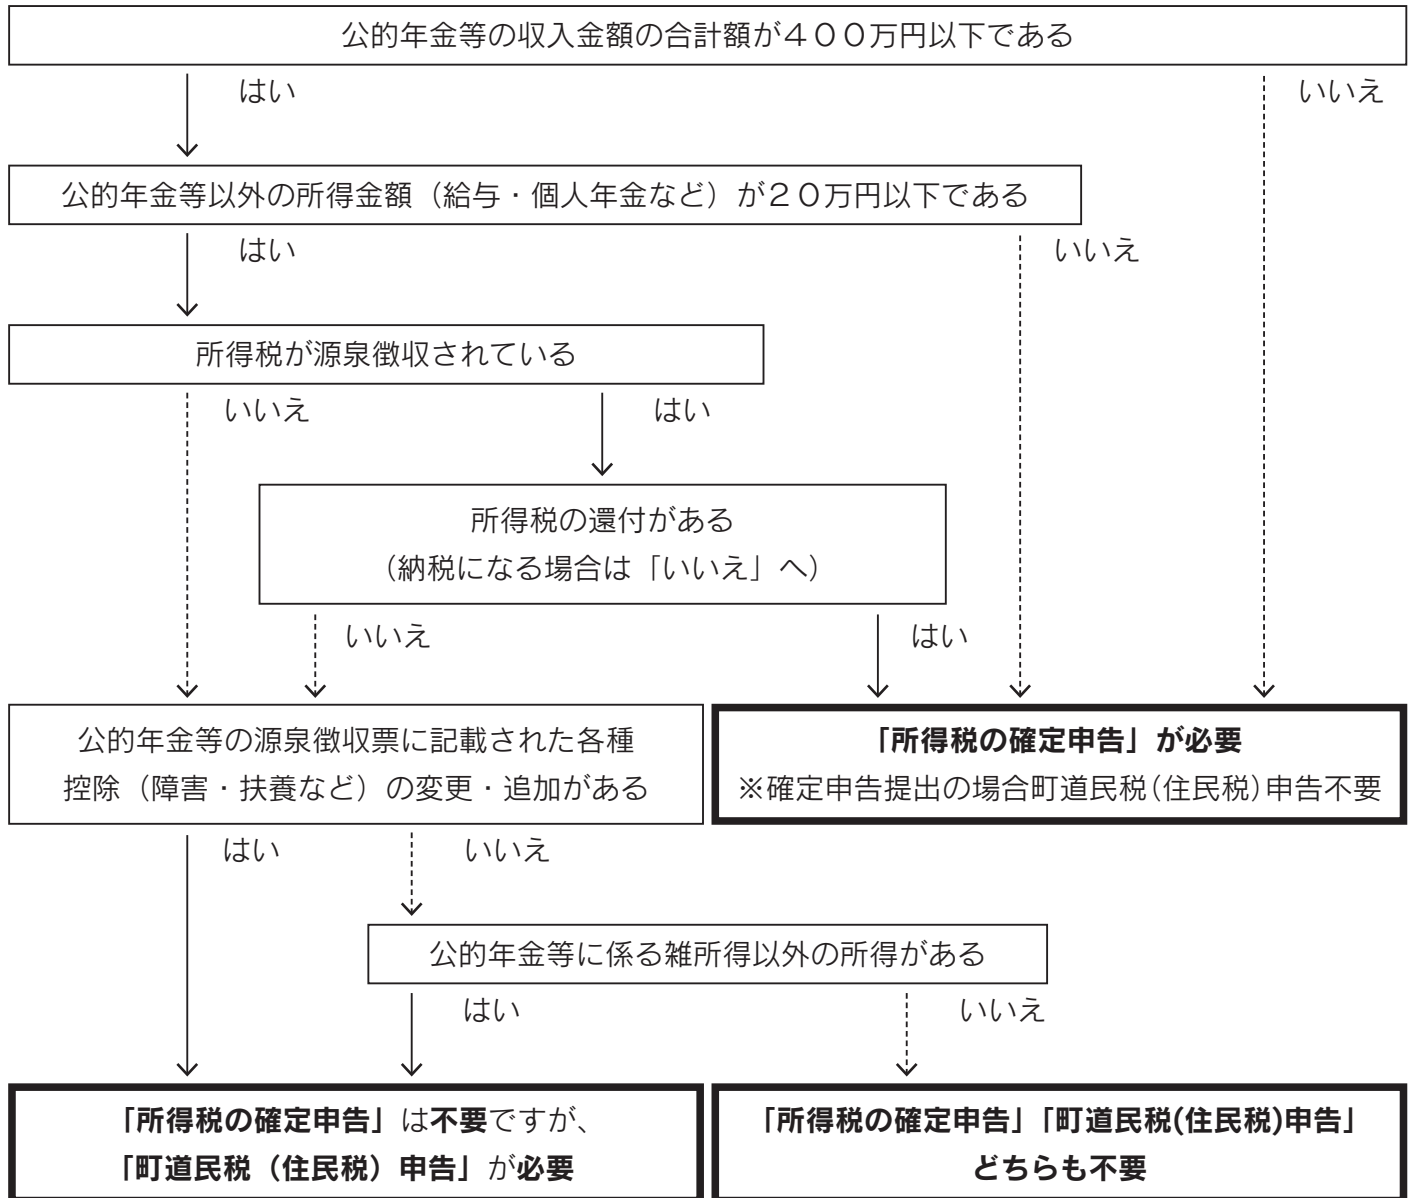 公的年金等の収入金額の合計額が４００万円以下である
はい
いいえ
公的年金等以外の所得金額（給与・個人年金など）が２０万円以下である
はい
いいえ
所得税が源泉徴収されている
いいえ
はい
所得税の還付がある
（納税になる場合は「いいえ」へ）
いいえ
はい
公的年金等の源泉徴収票に記載された各種
控除（障害・扶養など）の変更・追加がある
「所得税の確定申告」が必要
※確定申告提出の場合町道民税(住民税)申告不要
はい
いいえ
公的年金等に係る雑所得以外の所得がある
はい
いいえ
「所得税の確定申告」は不要ですが、
「町道民税（住民税）申告」が必要
「所得税の確定申告」「町道民税(住民税)申告」
どちらも不要